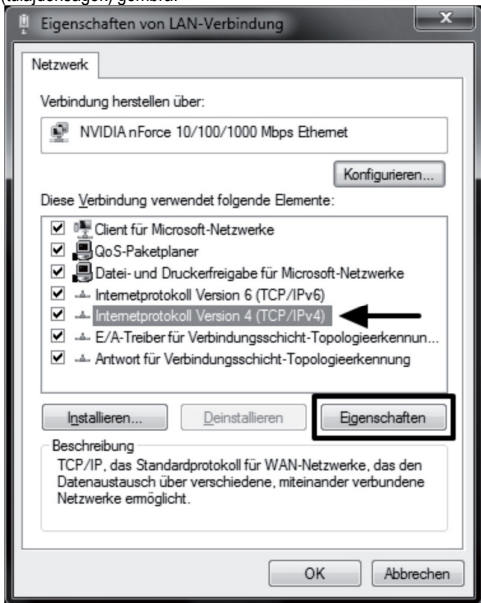 Eigenschaften von LAN-Verbindung
Netzwerk
Verbindung herstellen über:
NVIDIA nForce 10/100/1000 Mbps Ethernet
Konfigurieren...
Diese Verbindung verwendet folgende Elemente:
Client für Microsoft-Netzwerke
QoS-Paketplaner
Datei- und Druckerfreigabe für Microsoft-Netzwerke
Internetprotokoll Version 6 (TCP/IPv6)
Internetprotokoll Version 4 (TCP/IPv4)
E/A-Treiber für Verbindungsschicht-Topologieerkennun...
Antwort für Verbindungsschicht-Topologieerkennung
Installieren... Deinstallieren Eigenschaften
Beschreibung
TCP/IP, das Standardprotokoll für WAN-Netzwerke, das den
Datenaustausch über verschiedene, miteinander verbundene
Netzwerke ermöglicht.
OK Abbrechen